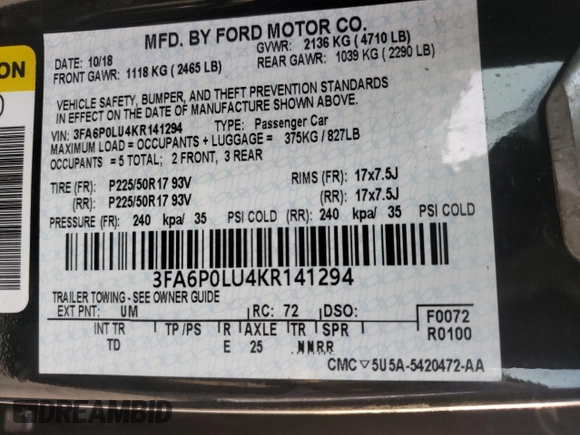 MFD. BY FORD MOTOR CO.
DATE: 10/18 GVWR: 2136 KG ( 4710 LB)
FRONT GAWR: 1118 KG ( 2465 LB) REAR GAWR: 1039 KG ( 2290 LB)
ON
VEHICLE SAFETY, BUMPER, AND THEFT PREVENTION STANDARDS
IN EFFECT ON THE DATE OF MANUFACTURE SHOWN ABOVE.
VIN: 3FA6P0LU4KR141294 TYPE: Passenger Car
MAXIMUM LOAD = OCCUPANTS + LUGGAGE = 375KG / 827LB
OCCUPANTS = 5 TOTAL; 2 FRONT, 3 REAR
TIRE (FR): P225/50R17 93V RIMS (FR): 17x7.5J
(RR): P225/50R17 93V (RR): 17x7.5J
PRESSURE (FR): 240 kpa/ 35 PSI COLD (RR): 240 kpa/ 35 PSI COLD
3FA6P0LU4KR141294
TRAILER TOWING - SEE OWNER GUIDE
EXT PNT: UM RC: 72 DSO: F0072
INT TR TP/PS R AXLE TR SPR R0100
TD E 25 NNRR
CMC ▽ 5U5A-5420472-AA
DREAMBID